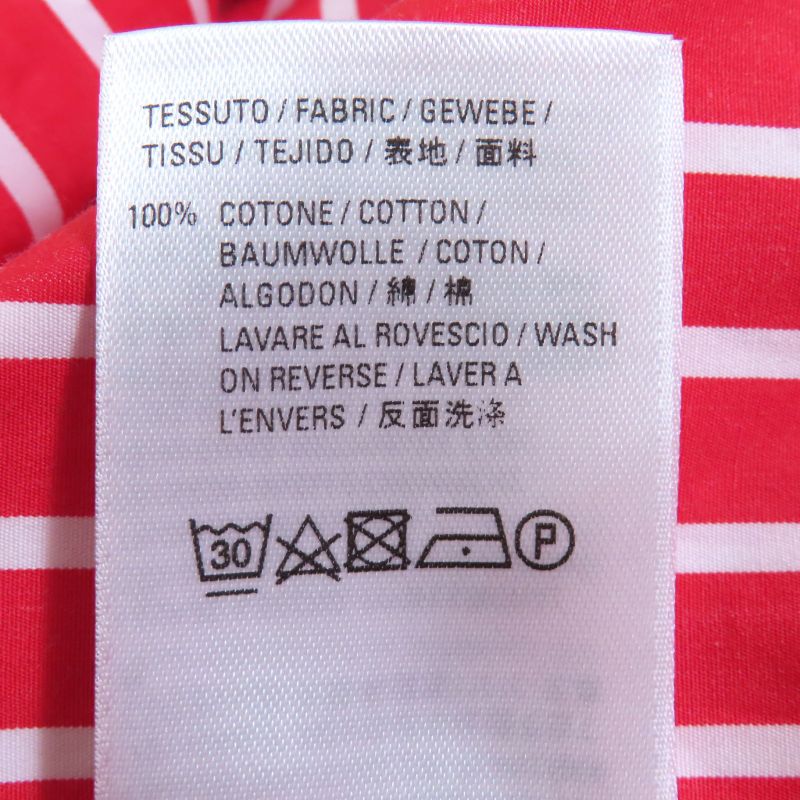 TESSUTO / FABRIC / GEWEBE /
TISSU / TEJIDO / 表地 / 面料
100% COTONE / COTTON /
BAUMWOLLE / COTON /
ALGODON / 綿 / 棉
LAVARE AL ROVESCIO / WASH
ON REVERSE / LAVER A
L'ENVERS / 反面洗涤
30 P